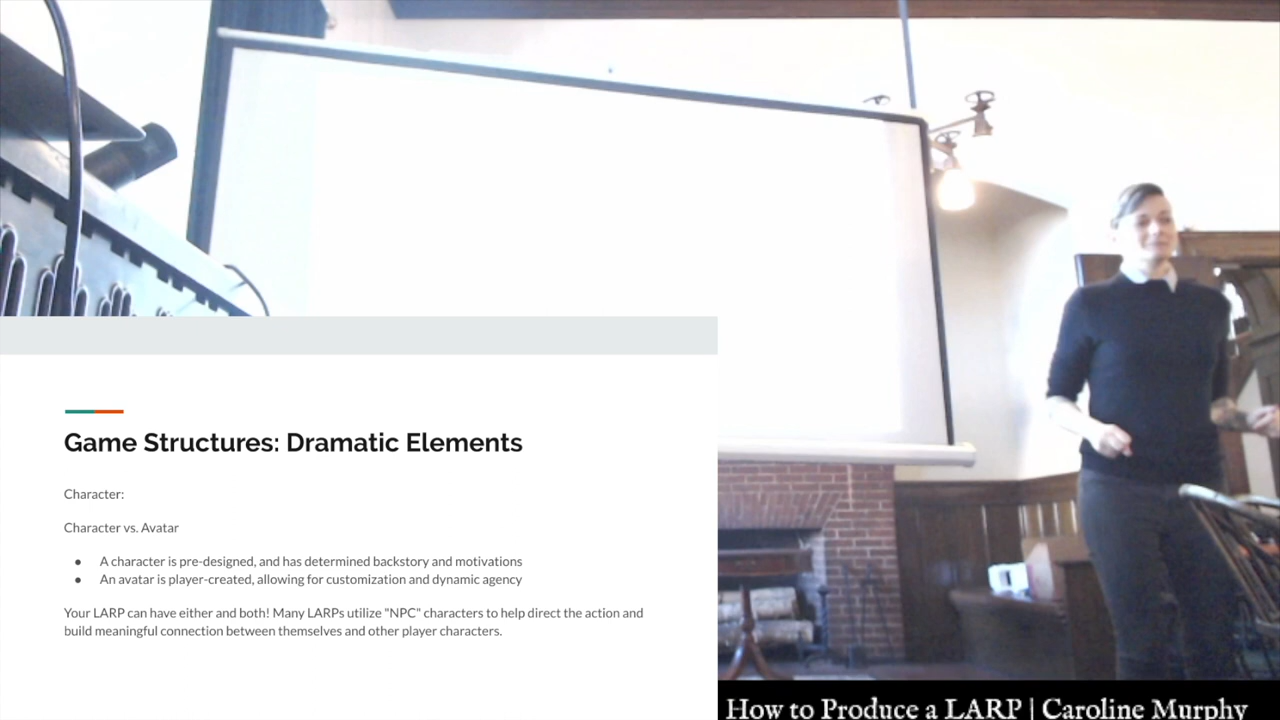 Game Structures: Dramatic Elements
Character:
Character vs. Avatar
● A character is pre-designed, and has determined backstory and motivations
● An avatar is player-created, allowing for customization and dynamic agency
Your LARP can have either and both! Many LARPs utilize "NPC" characters to help direct the action and
build meaningful connection between themselves and other player characters.
How to Produce a LARP | Caroline Murphy